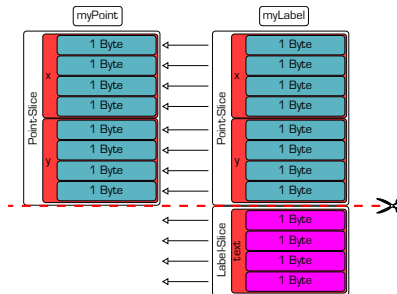 myPoint
myLabel
Point-Slice
x
1 Byte
1 Byte
1 Byte
1 Byte
y
1 Byte
1 Byte
1 Byte
1 Byte
Point-Slice
x
1 Byte
1 Byte
1 Byte
1 Byte
y
1 Byte
1 Byte
1 Byte
1 Byte
Label-Slice
text
1 Byte
1 Byte
1 Byte
1 Byte